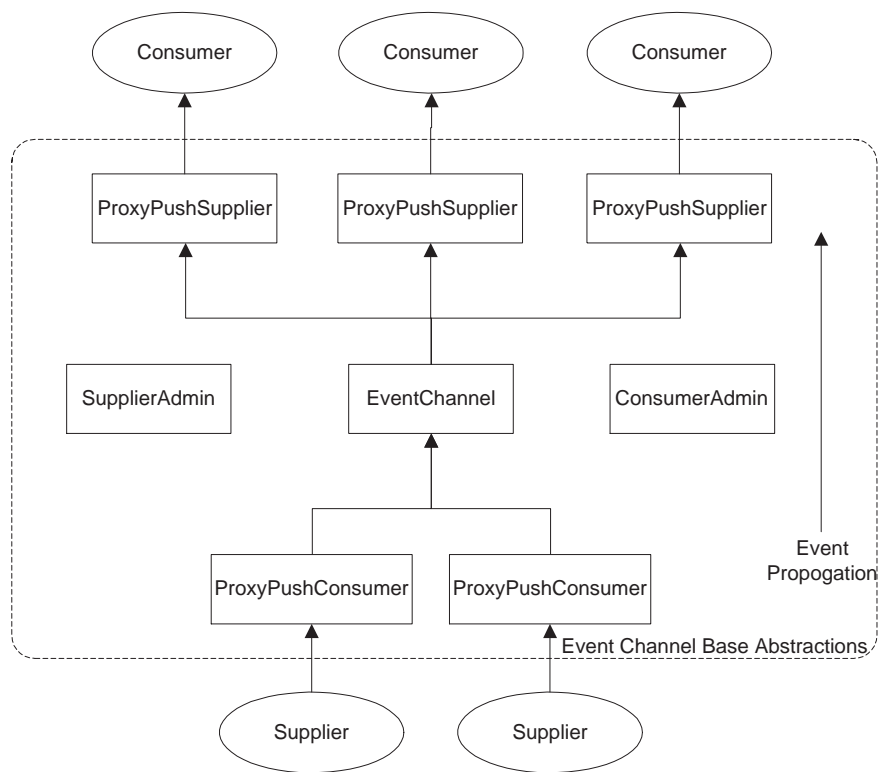 Consumer
Consumer
Consumer
ProxyPushSupplier
ProxyPushSupplier
ProxyPushSupplier
SupplierAdmin
EventChannel
ConsumerAdmin
Event
Propogation
ProxyPushConsumer
ProxyPushConsumer
Event Channel Base Abstractions
Supplier
Supplier